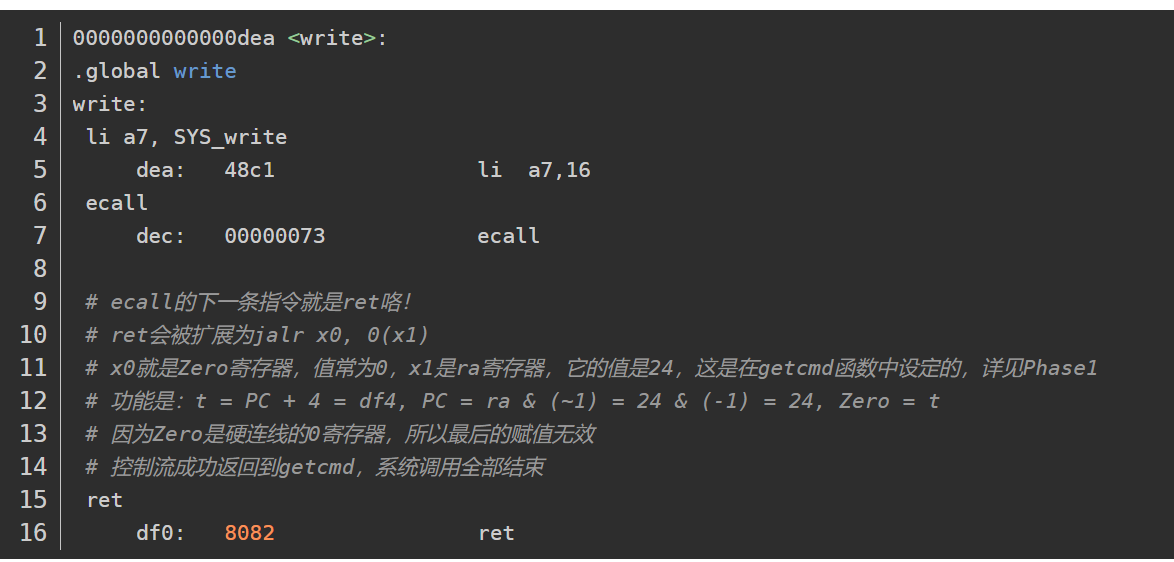 1 0000000000000dea <write>:
2 .global write
3 write:
4  li a7, SYS_write
5      dea:   48c1                li  a7,16
6  ecall
7      dec:   00000073            ecall
8
9  # ecall的下一条指令就是ret咯！
10  # ret会被扩展为jalr x0, 0(x1)
11  # x0就是Zero寄存器，值常为0，x1是ra寄存器，它的值是24，这是在getcmd函数中设定的，详见Phase1
12  # 功能是：t = PC + 4 = df4, PC = ra & (~1) = 24 & (-1) = 24, Zero = t
13  # 因为Zero是硬连线的0寄存器，所以最后的赋值无效
14  # 控制流成功返回到getcmd，系统调用全部结束
15  ret
16      df0:   8082                ret